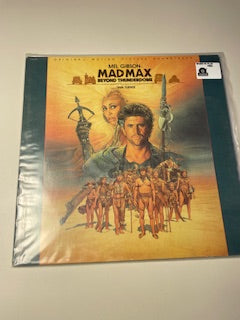 ORIGINAL MOTION PICTURE SOUNDTRACK
MEL GIBSON
MAD MAX
BEYOND THUNDERDOME
TINA TURNER